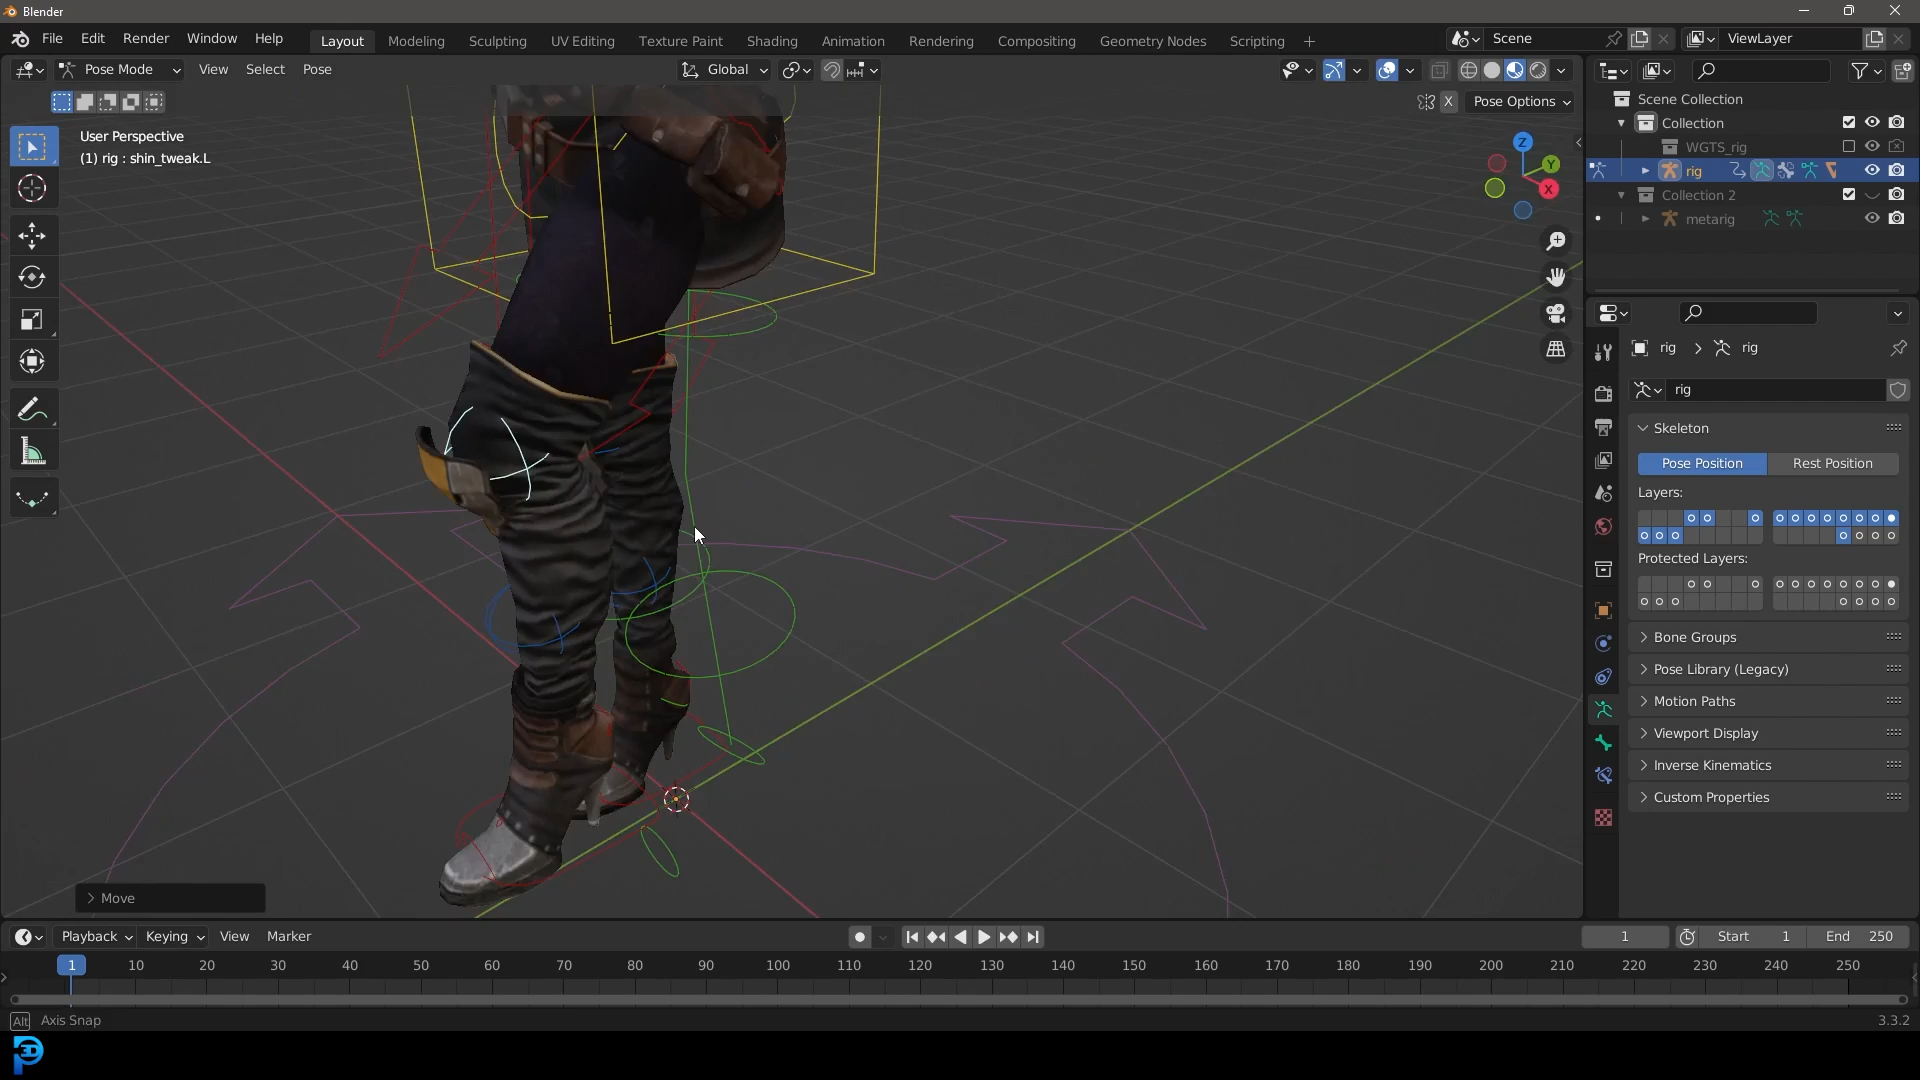 Blender
File Edit Render Window Help
Layout Modeling Sculpting UV Editing Texture Paint Shading Animation Rendering Compositing Geometry Nodes Scripting +
Scene
ViewLayer
Pose Mode View Select Pose
Global
X Pose Options
User Perspective
(1) rig : shin_tweak.L
Z
Y
X
Scene Collection
Collection
WGTS_rig
rig
Collection 2
metarig
rig > rig
rig
Skeleton
Pose Position Rest Position
Layers:
Protected Layers:
Bone Groups
Pose Library (Legacy)
Motion Paths
Viewport Display
Inverse Kinematics
Custom Properties
Move
Playback Keying View Marker
1 Start 1 End 250
1 10 20 30 40 50 60 70 80 90 100 110 120 130 140 150 160 170 180 190 200 210 220 230 240 250
Alt Axis Snap
3.3.2
P3D